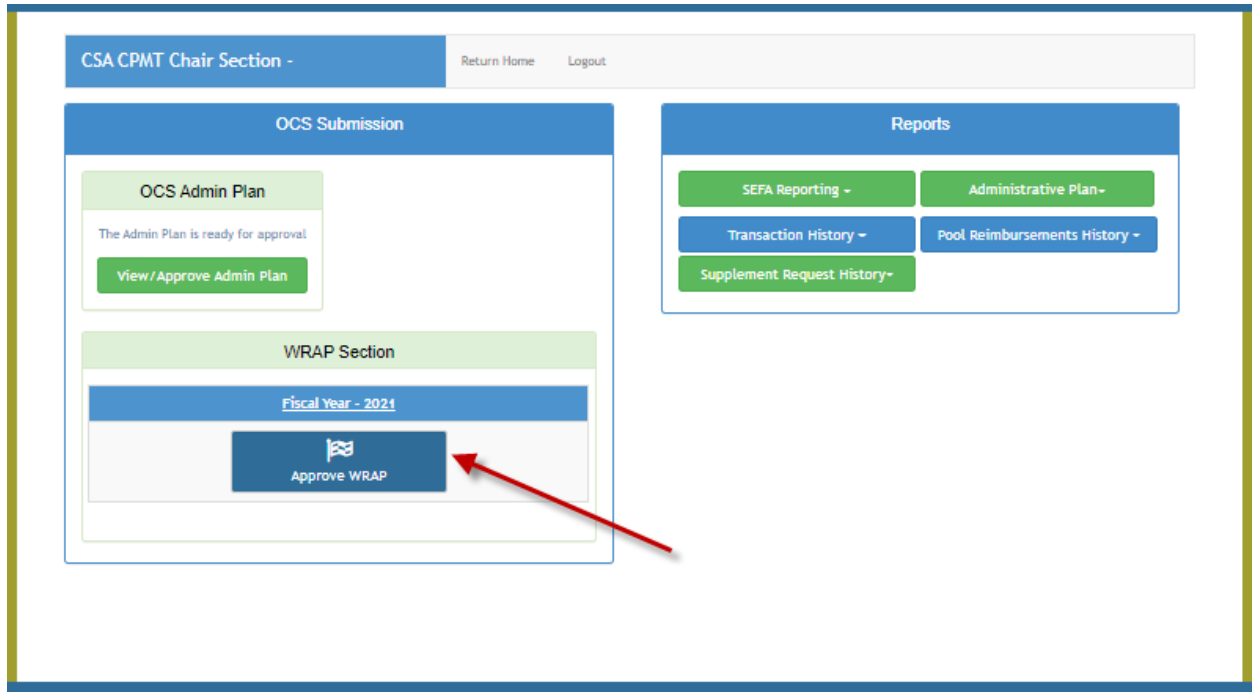 CSA CPMT Chair Section -
Return Home
Logout
OCS Submission
OCS Admin Plan
The Admin Plan is ready for approval
View/Approve Admin Plan
WRAP Section
Fiscal Year - 2021
Approve WRAP
Reports
SEFA Reporting
Administrative Plan
Transaction History
Pool Reimbursements History
Supplement Request History